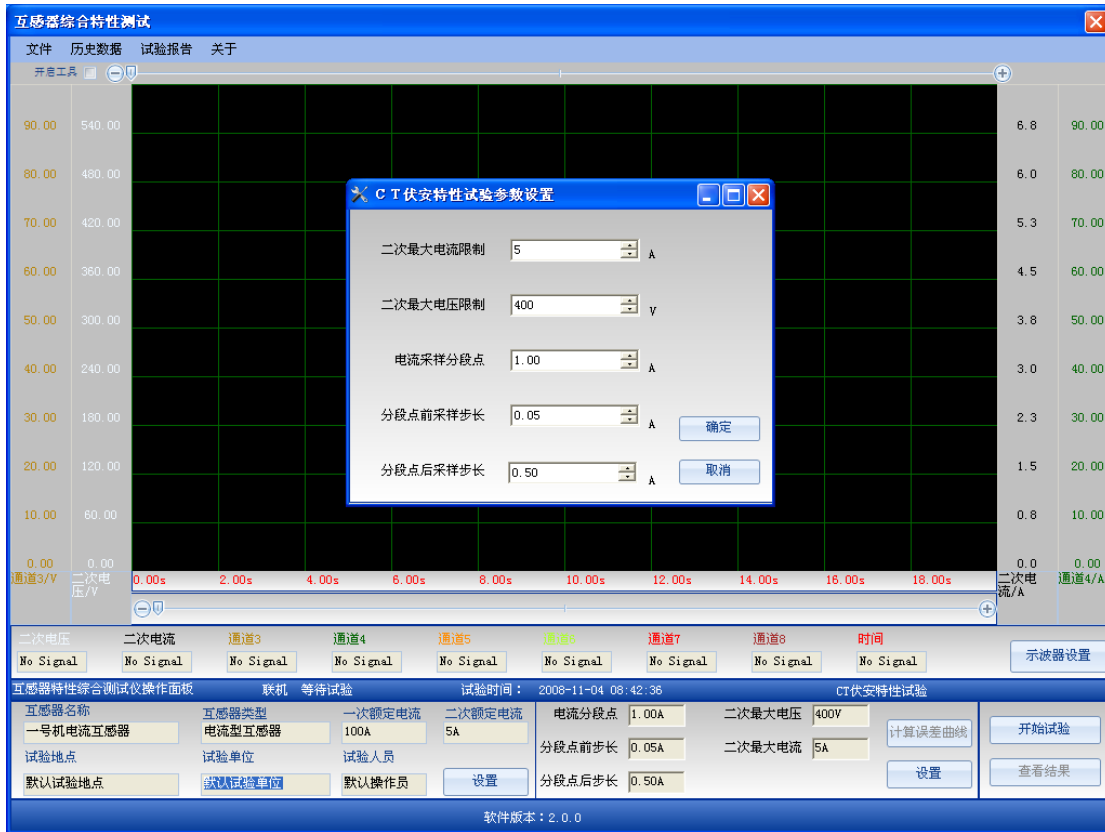 互感器综合特性测试
文件 历史数据 试验报告 关于
开启工具
90.00 540.00 6.8 90.00
80.00 480.00 6.0 80.00
70.00 420.00 5.3 70.00
60.00 360.00 4.5 60.00
50.00 300.00 3.8 50.00
40.00 240.00 3.0 40.00
30.00 180.00 2.3 30.00
20.00 120.00 1.5 20.00
10.00 60.00 0.8 10.00
0.00 0.00 0.0 0.00
通道3/V 二次电压/V 二次电流/A 通道4/A
ＣＴ伏安特性试验参数设置
二次最大电流限制 5 A
二次最大电压限制 400 V
电流采样分段点 1.00 A
分段点前采样步长 0.05 A
确定
分段点后采样步长 0.50 A
取消
0.00s 2.00s 4.00s 6.00s 8.00s 10.00s 12.00s 14.00s 16.00s 18.00s
二次电压 二次电流 通道3 通道4 通道5 通道6 通道7 通道8 时间
No Signal No Signal No Signal No Signal No Signal No Signal No Signal No Signal No Signal
示波器设置
互感器特性综合测试仪操作面板 联机 等待试验 试验时间： 2008-11-04 08:42:36 CT伏安特性试验
互感器名称 互感器类型 一次额定电流 二次额定电流
一号机电流互感器 电流型互感器 100A 5A
试验地点 试验单位 试验人员
默认试验地点 默认试验单位 默认操作员 设置
电流分段点 1.00A 二次最大电压 400V
计算误差曲线
分段点前步长 0.05A 二次最大电流 5A
分段点后步长 0.50A 设置
开始试验
查看结果
软件版本：2.0.0